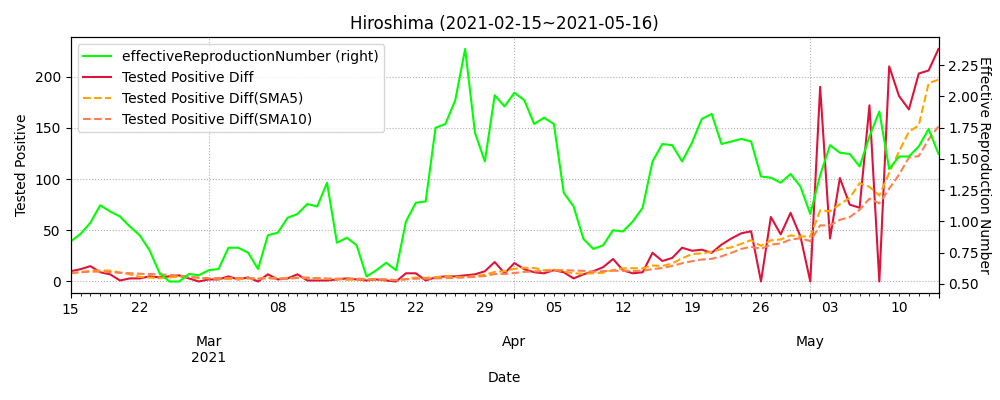 Hiroshima (2021-02-15~2021-05-16)
effectiveReproductionNumber (right)
Tested Positive Diff
Tested Positive Diff(SMA5)
Tested Positive Diff(SMA10)
Tested Positive
200
150
100
50
0
2.25
2.00
1.75
1.50
1.25
1.00
0.75
0.50
Effective Reproduction Number
15 22 08 15 22 29 05 12 19 26 03 10
Mar Apr May
2021
Date